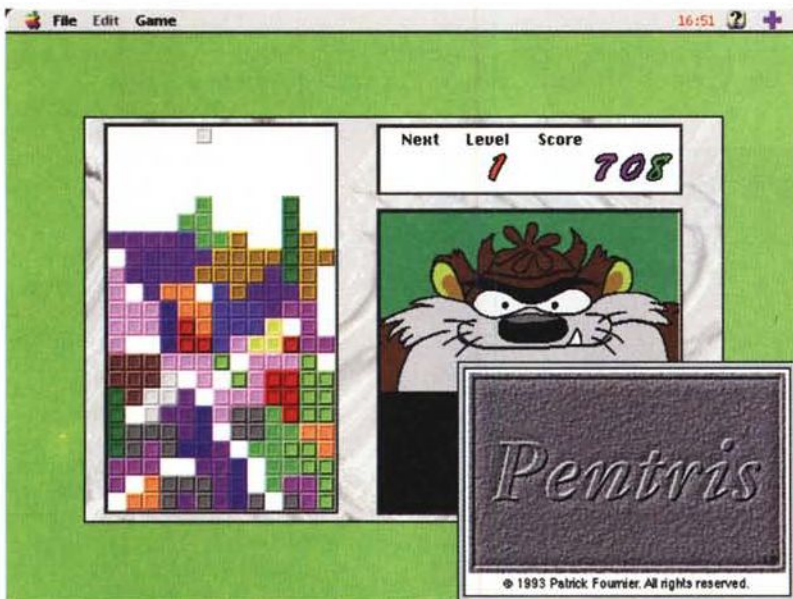 File Edit Game 16:51
Next Level Score
1 708
Pentris
© 1993 Patrick Fournier. All rights reserved.